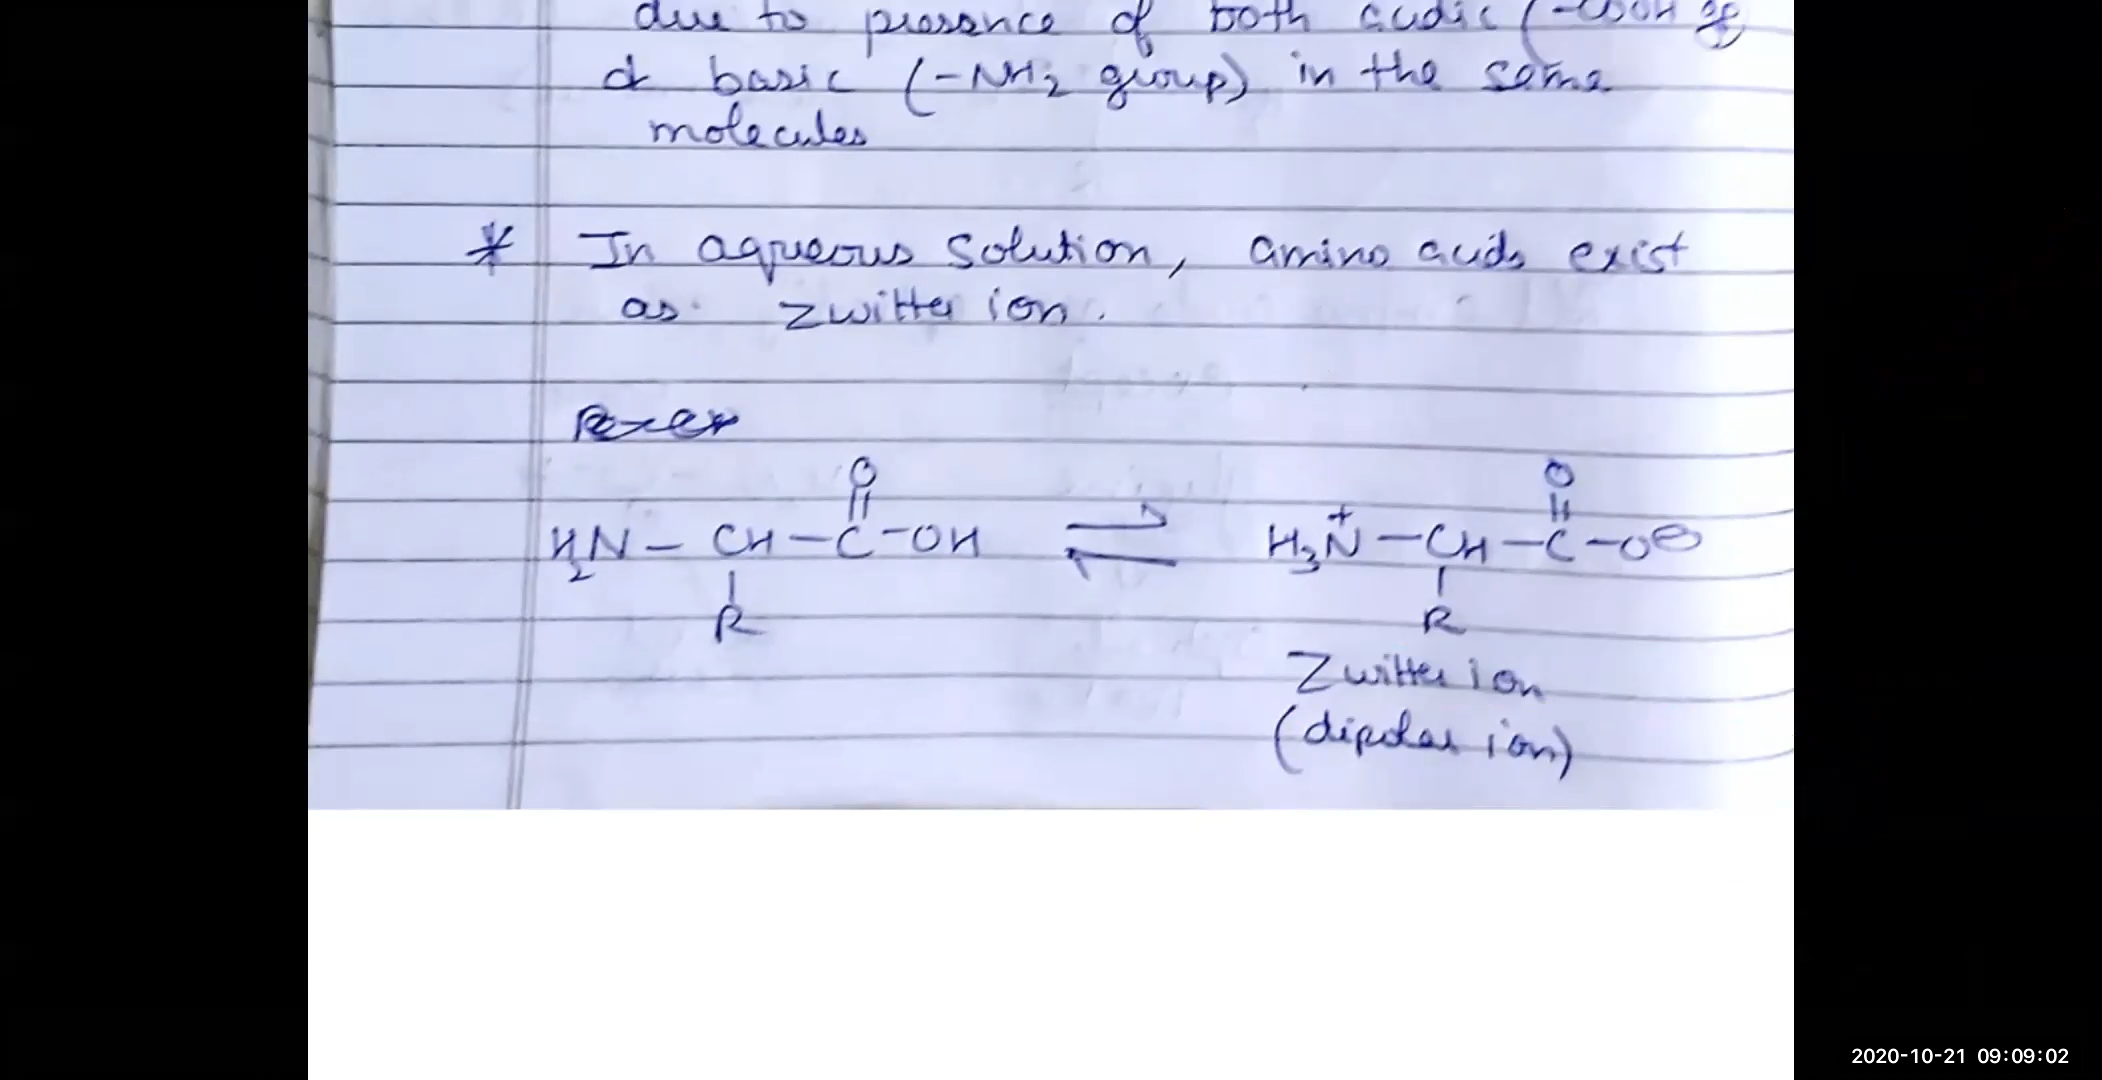 due to presence of both acidic (-COOH
& basic (-NH2 group) in the same
molecules
* In aqueous solution, amino acids exist
as zwitter ion.
O
||
H2N - CH - C - OH ⇌ H3N+ - CH - C - O⊖
|
R
O
||
|
R
Zwitter ion
(dipolar ion)
2020-10-21 09:09:02